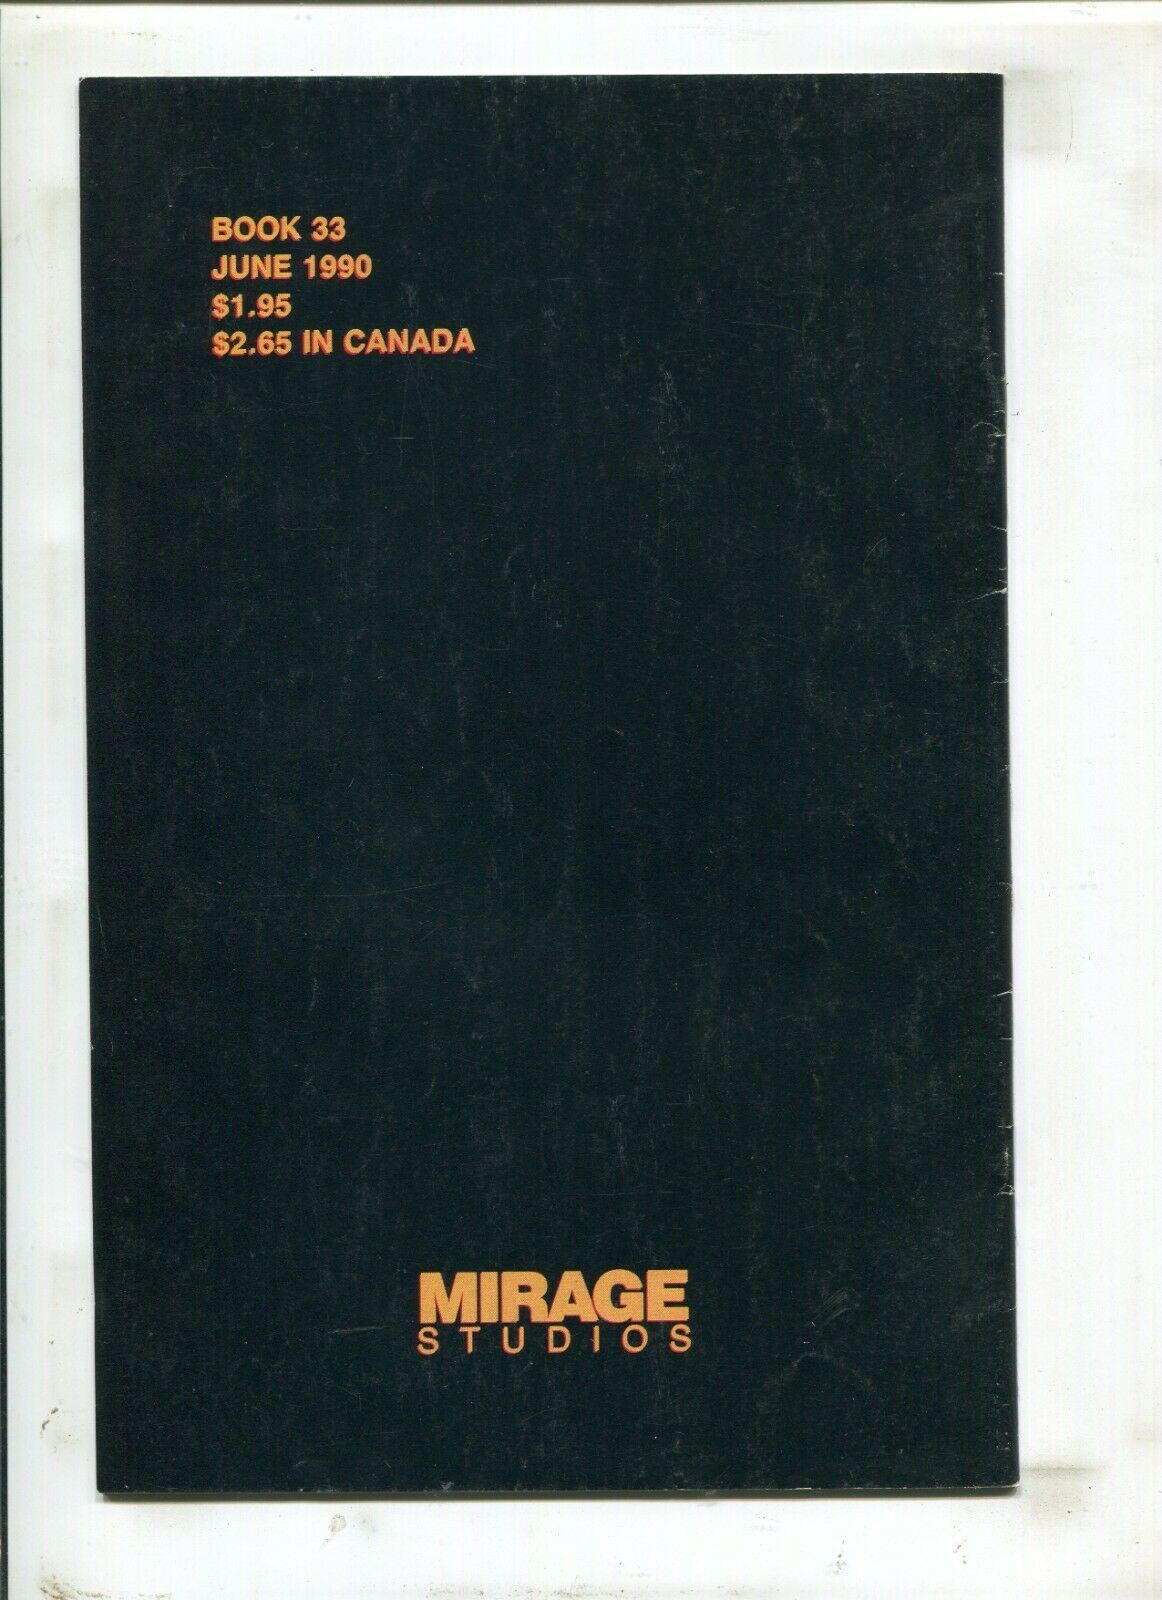 BOOK 33
JUNE 1990
$1.95
$2.65 IN CANADA
MIRAGE
STUDIOS